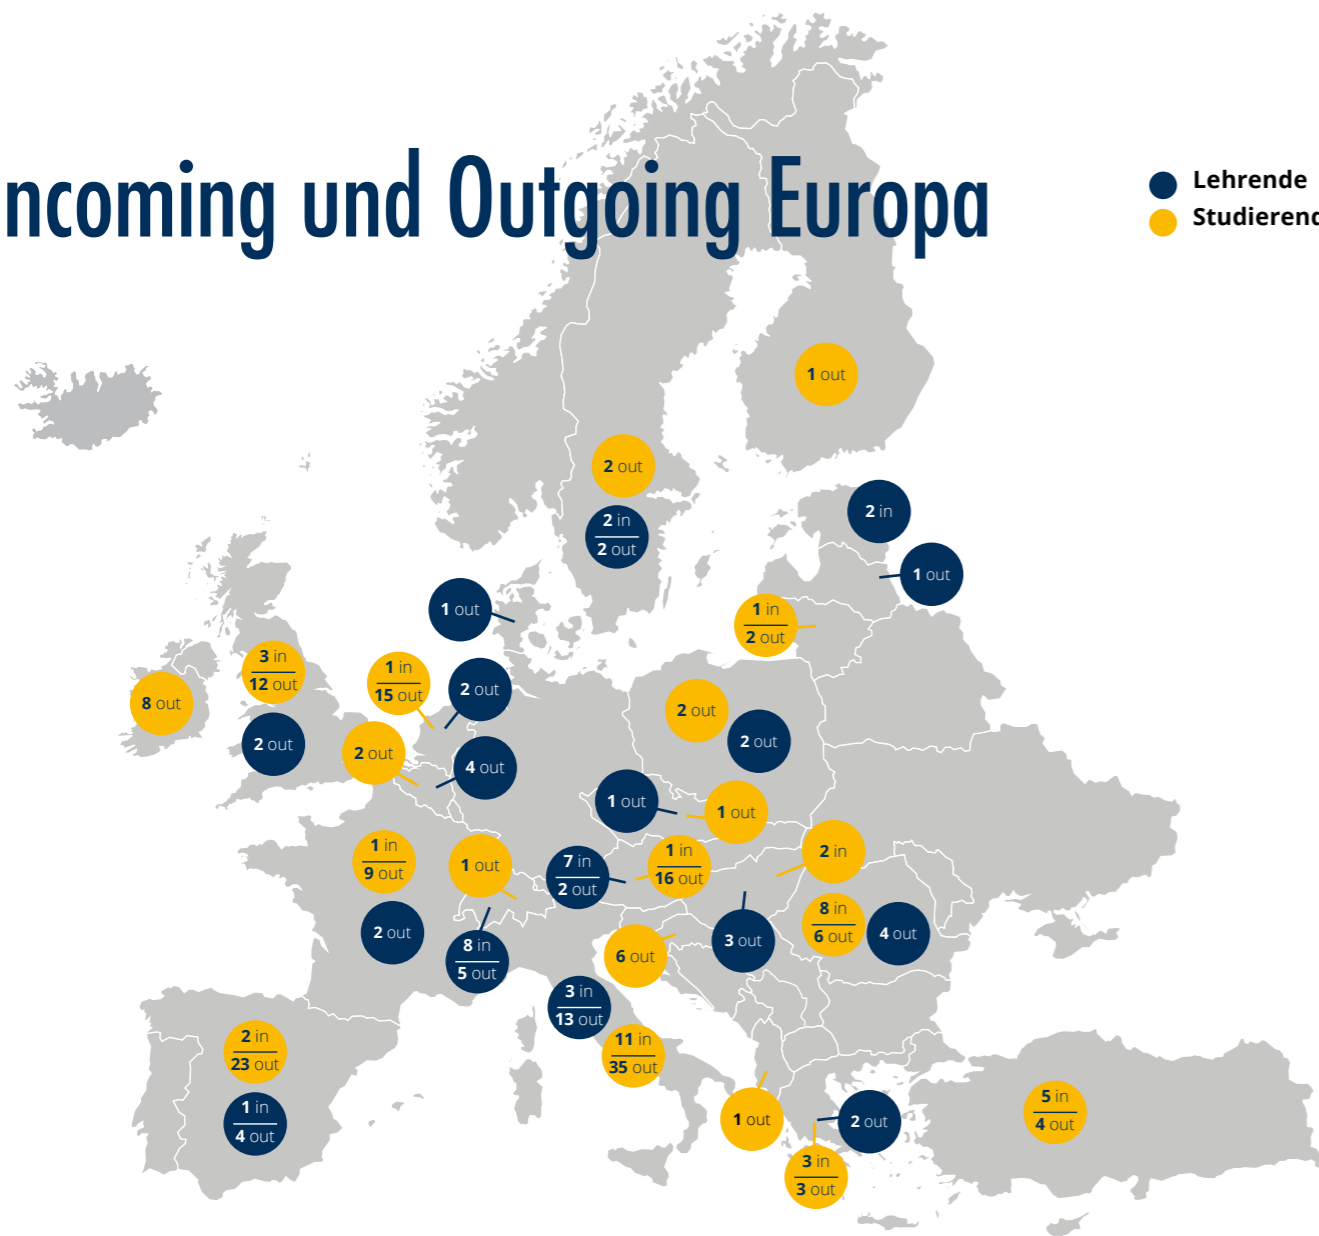 ncoming und Outgoing Europa
Lehrende
Studierend
1 out
2 out
2 in
2 out
2 in
1 out
1 out
1 in
2 out
3 in
12 out
8 out
2 out
1 in
15 out
2 out
2 out
4 out
2 out
2 out
1 out
1 out
1 in
9 out
1 out
7 in
2 out
1 in
16 out
2 in
8 in
6 out
4 out
2 out
8 in
5 out
6 out
3 out
3 in
13 out
11 in
35 out
2 in
23 out
1 in
4 out
1 out
2 out
3 in
3 out
5 in
4 out